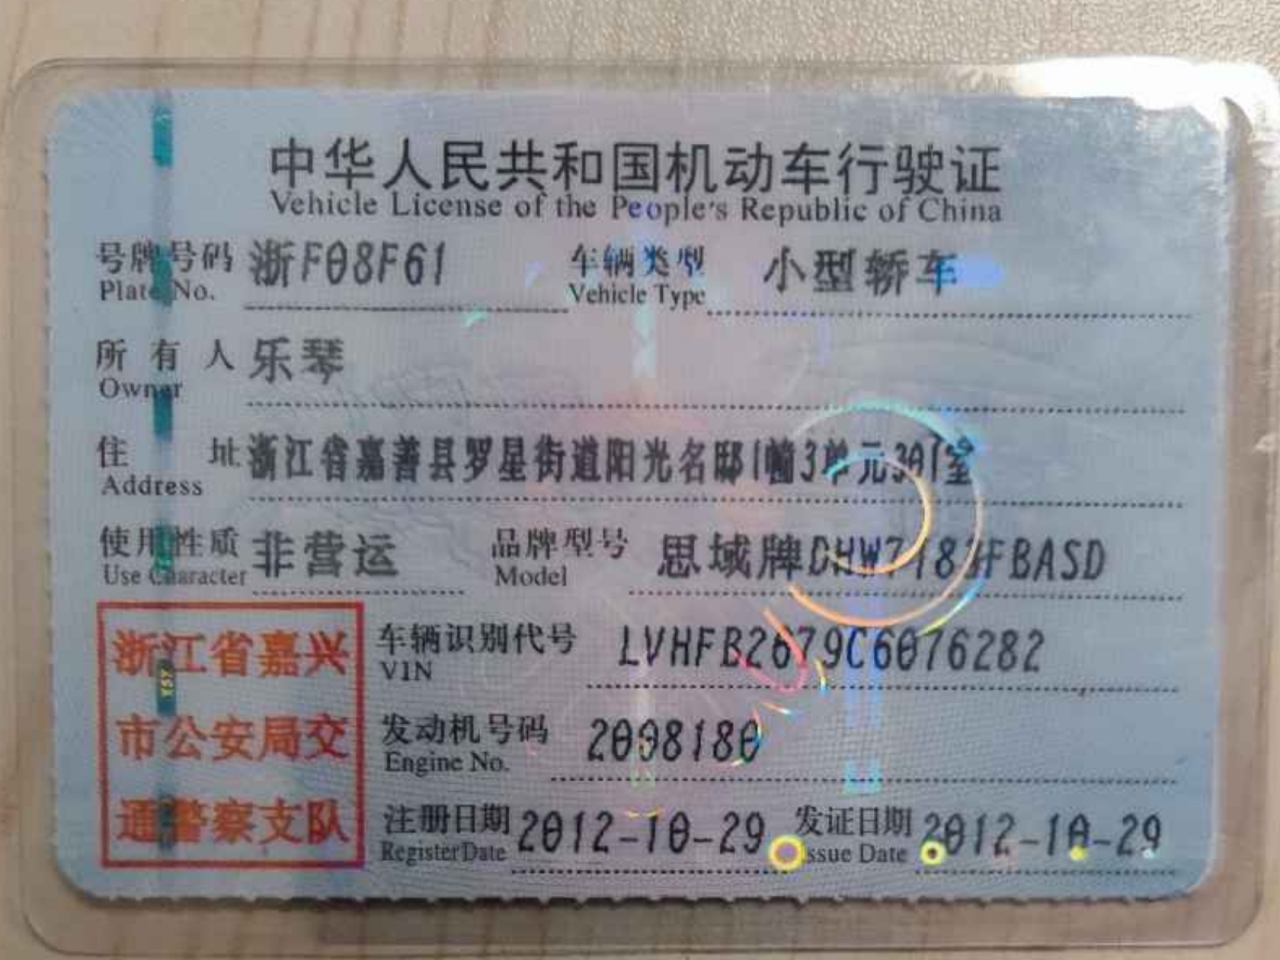 中华人民共和国机动车行驶证
Vehicle License of the People's Republic of China
号牌号码 浙F08F61 车辆类型 小型轿车
Plate No. Vehicle Type
所有人 乐琴
Owner
住址 浙江省嘉善县罗星街道阳光名邸1幢3单元301室
Address
使用性质 非营运 品牌型号 思域牌DHW7183FBASD
Use Character Model
浙江省嘉兴
市公安局交
通警察支队
车辆识别代号 LVHFB2679C6076282
VIN
发动机号码 2008180
Engine No.
注册日期 2012-10-29 发证日期 2012-10-29
Register Date Issue Date